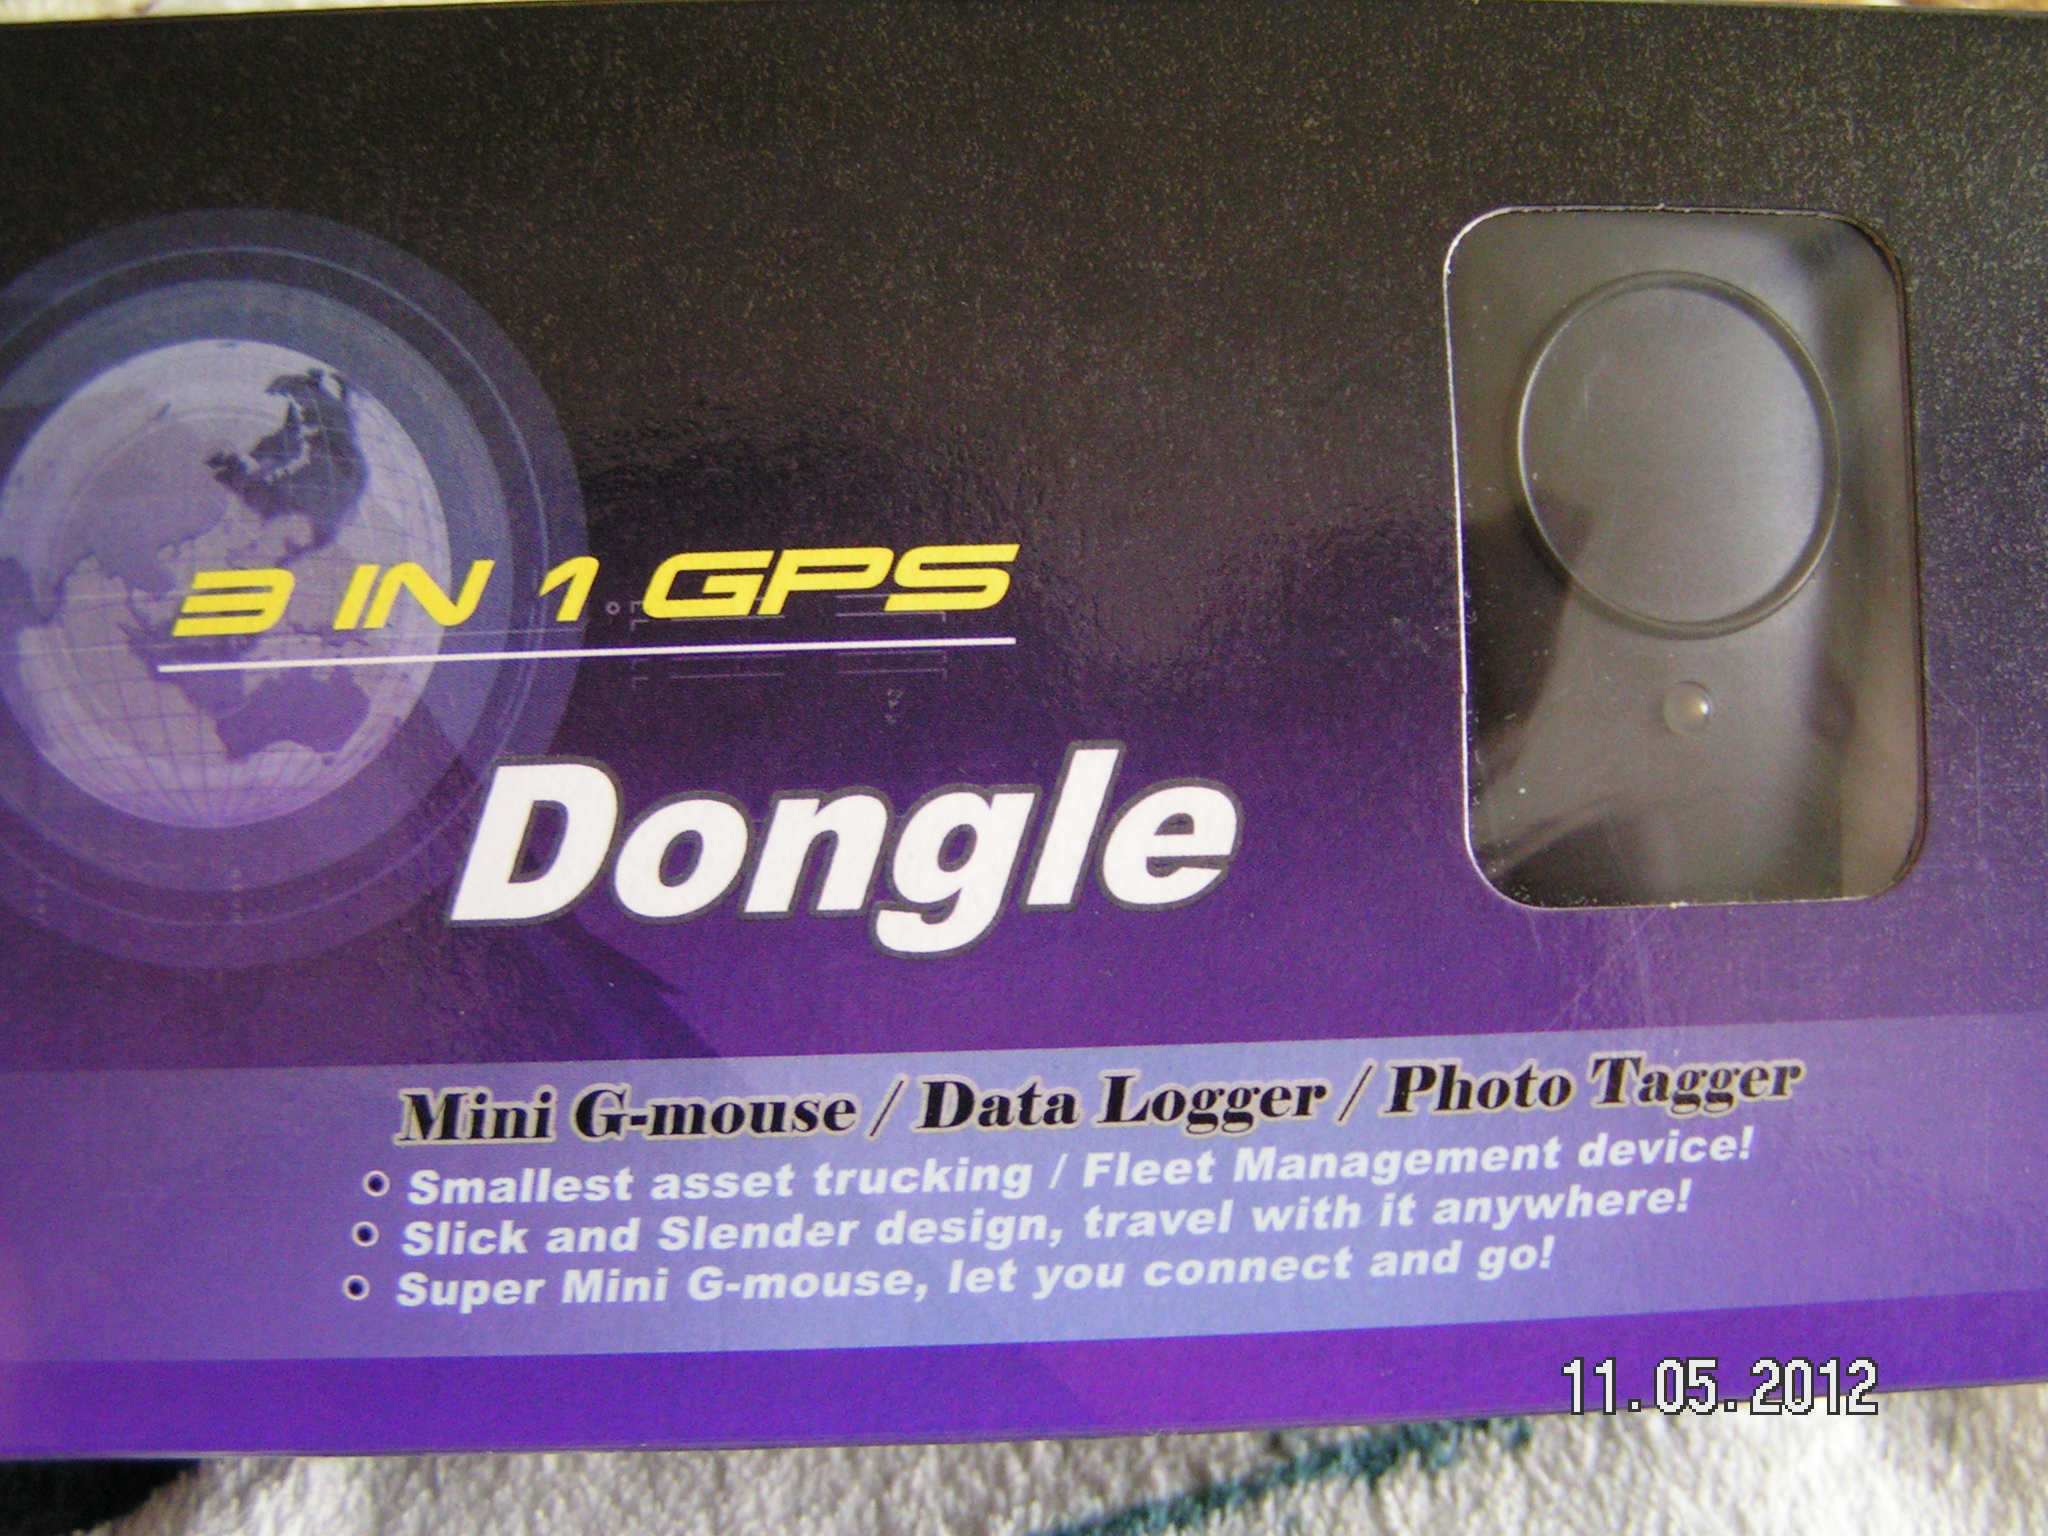 3 IN 1 GPS
Dongle
Mini G-mouse / Data Logger / Photo Tagger
Smallest asset trucking / Fleet Management device!
Slick and Slender design, travel with it anywhere!
Super Mini G-mouse, let you connect and go!
11.05.2012